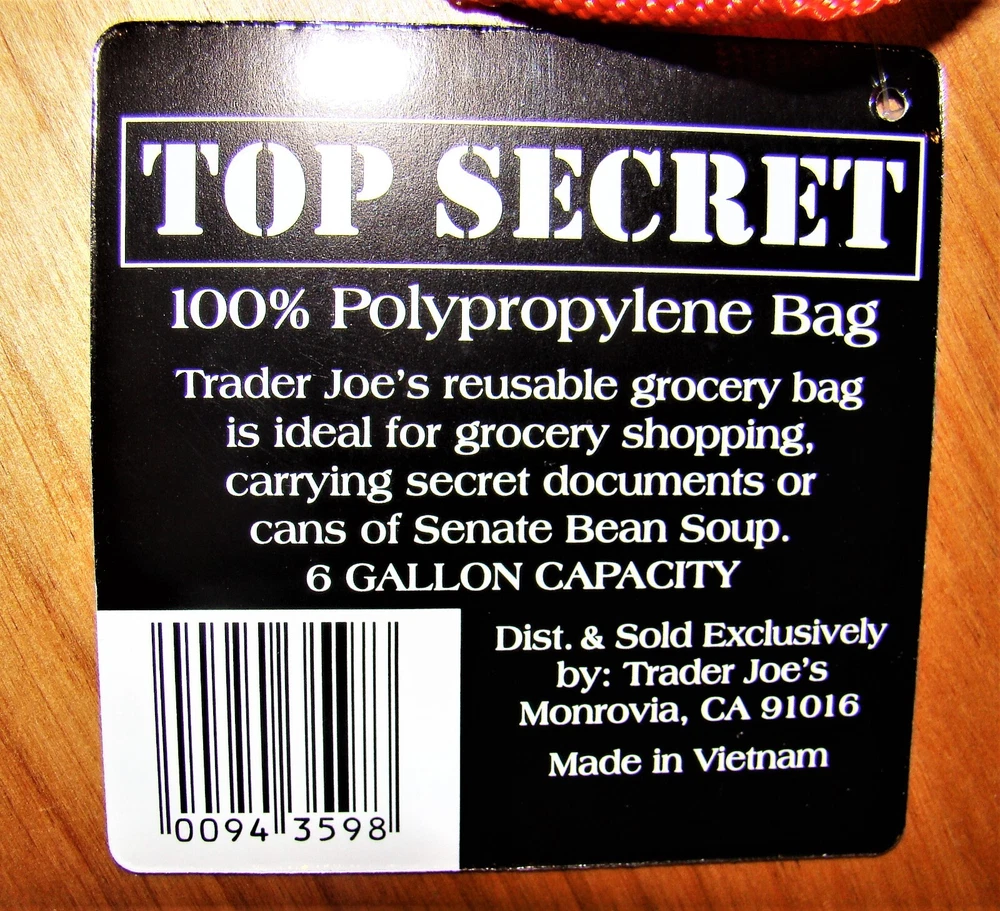 TOP SECRET
100% Polypropylene Bag
Trader Joe's reusable grocery bag
is ideal for grocery shopping,
carrying secret documents or
cans of Senate Bean Soup.
6 GALLON CAPACITY
Dist. & Sold Exclusively
by: Trader Joe's
Monrovia, CA 91016
Made in Vietnam
0094 3598